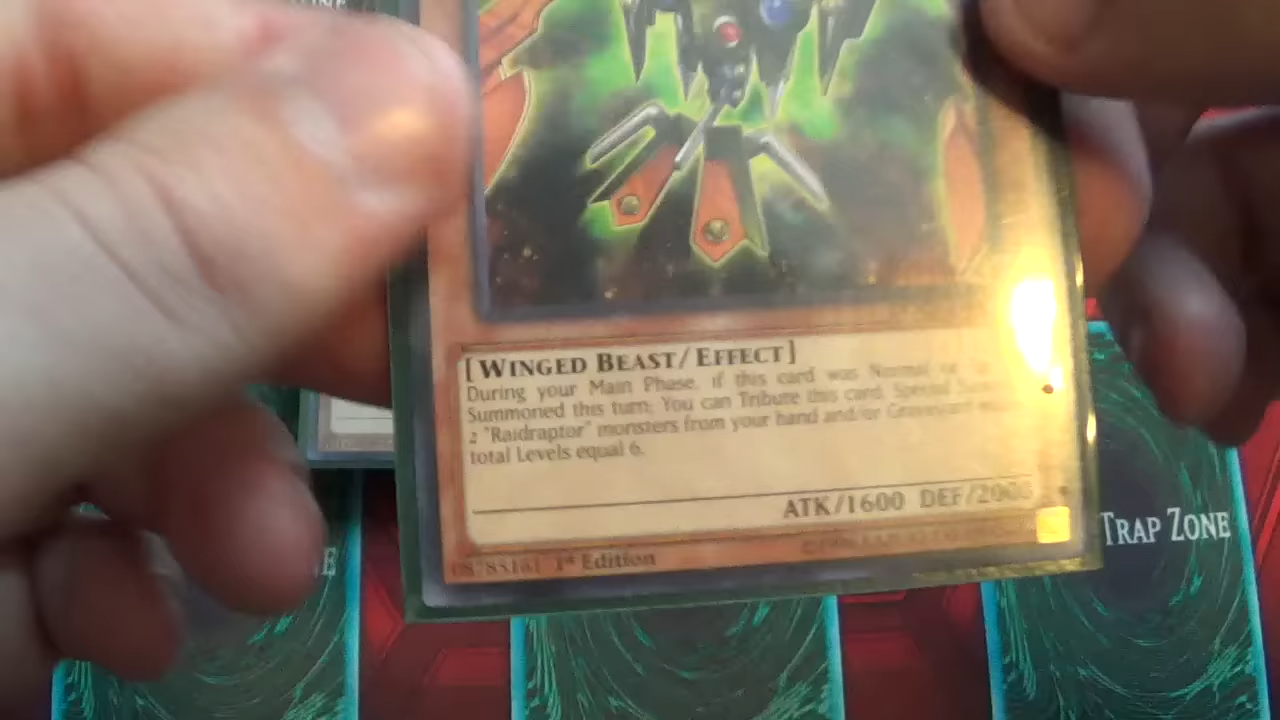 [WINGED BEAST/EFFECT]
During your Main Phase, if this card was Normal or
Summoned this turn: You can Tribute this card; Special
2 "Raidraptor" monsters from your hand and/or Graveyard
total Levels equal 6.
ATK/1600 DEF/2000
1st Edition
TRAP ZONE